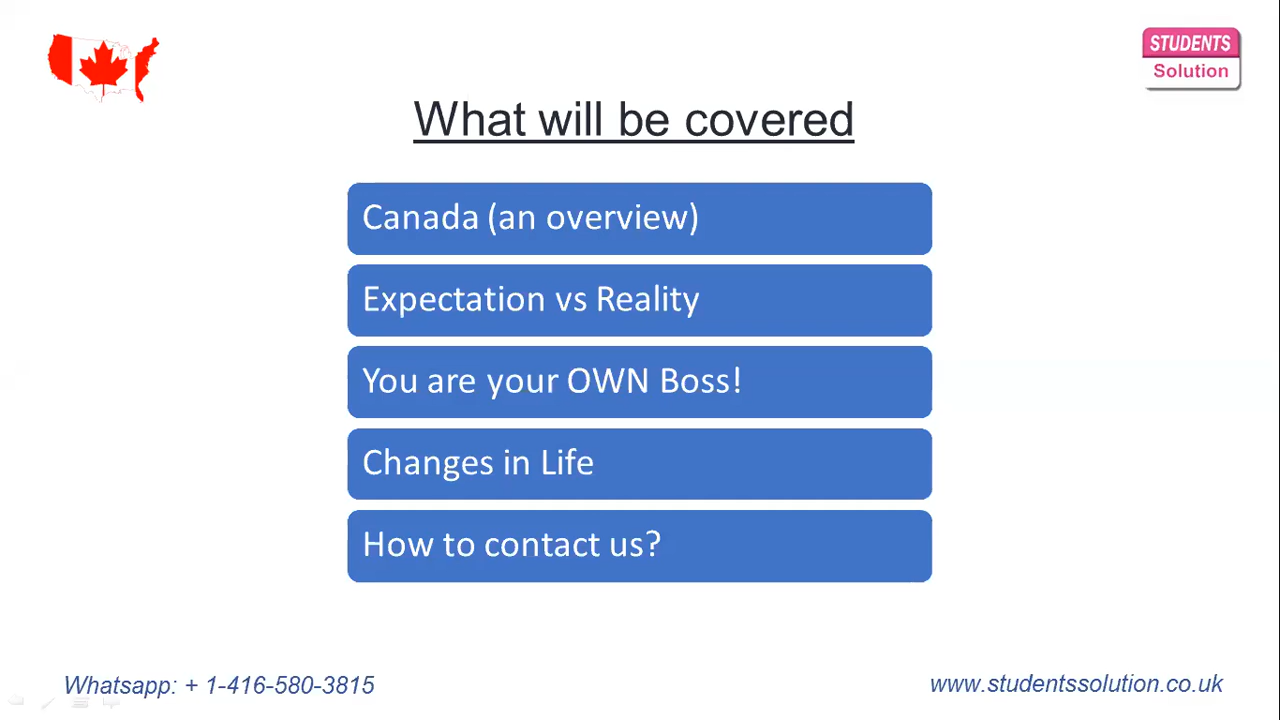 STUDENTS
Solution
What will be covered
Canada (an overview)
Expectation vs Reality
You are your OWN Boss!
Changes in Life
How to contact us?
Whatsapp: + 1-416-580-3815
www.studentssolution.co.uk